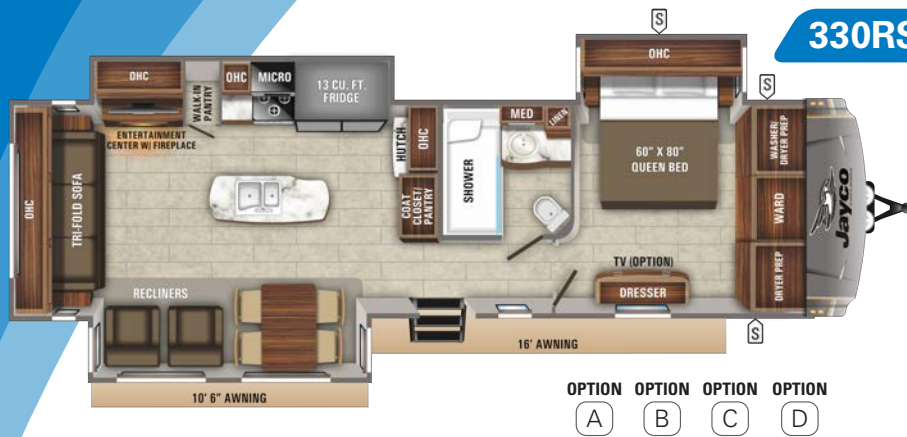 330RS
S
OHC
S
OHC
WALK-IN
PANTRY
OHC
MICRO
13 CU. FT.
FRIDGE
ENTERTAINMENT
CENTER W/ FIREPLACE
HUTCH
OHC
MED
LINEN
60" X 80"
QUEEN BED
WASHER/
DRYER PREP
OHC
TRI-FOLD SOFA
COAT
CLOSET/
PANTRY
SHOWER
WARD
Jayco
TV (OPTION)
DRESSER
DRYER PREP
RECLINERS
S
16' AWNING
10' 6" AWNING
OPTION OPTION OPTION OPTION
A B C D